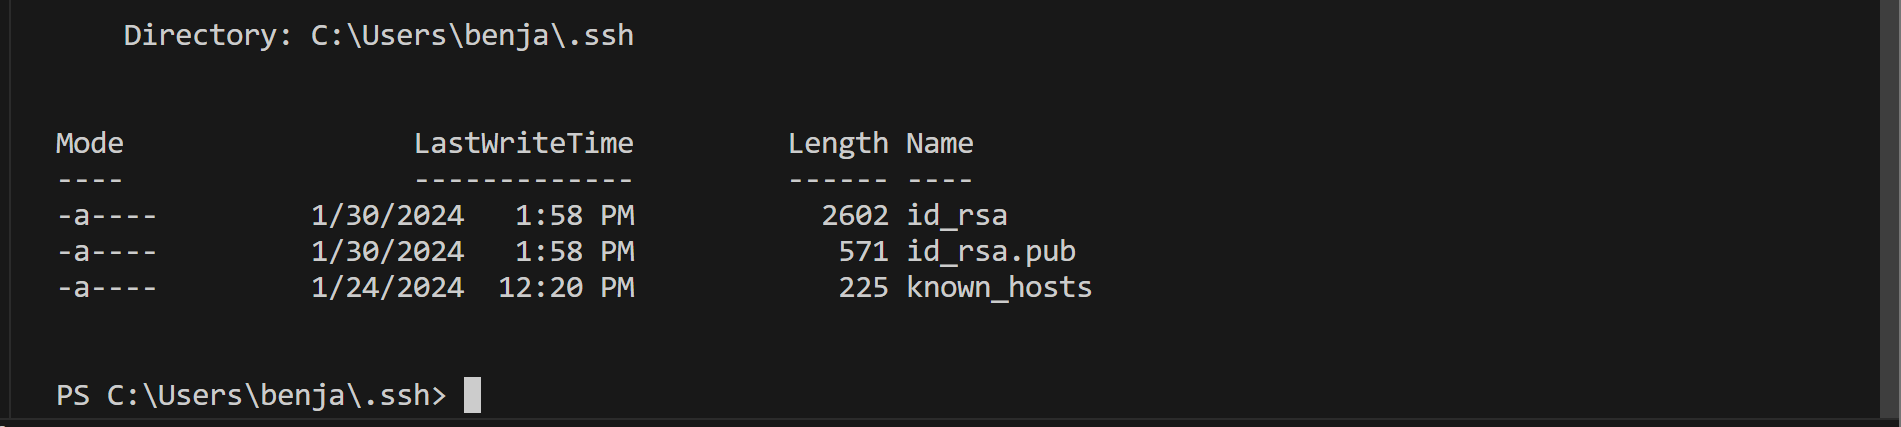 Directory: C:\Users\benja\.ssh
Mode                 LastWriteTime         Length Name
----                 -------------         ------ ----
-a----         1/30/2024   1:58 PM           2602 id_rsa
-a----         1/30/2024   1:58 PM            571 id_rsa.pub
-a----         1/24/2024  12:20 PM            225 known_hosts
PS C:\Users\benja\.ssh>